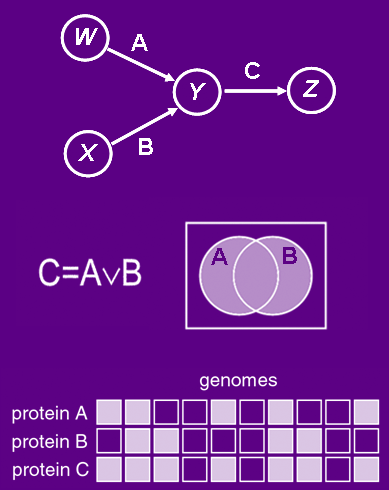 W
A
C
Y
Z
X
B
C=A∨B
A
B
genomes
protein A
protein B
protein C